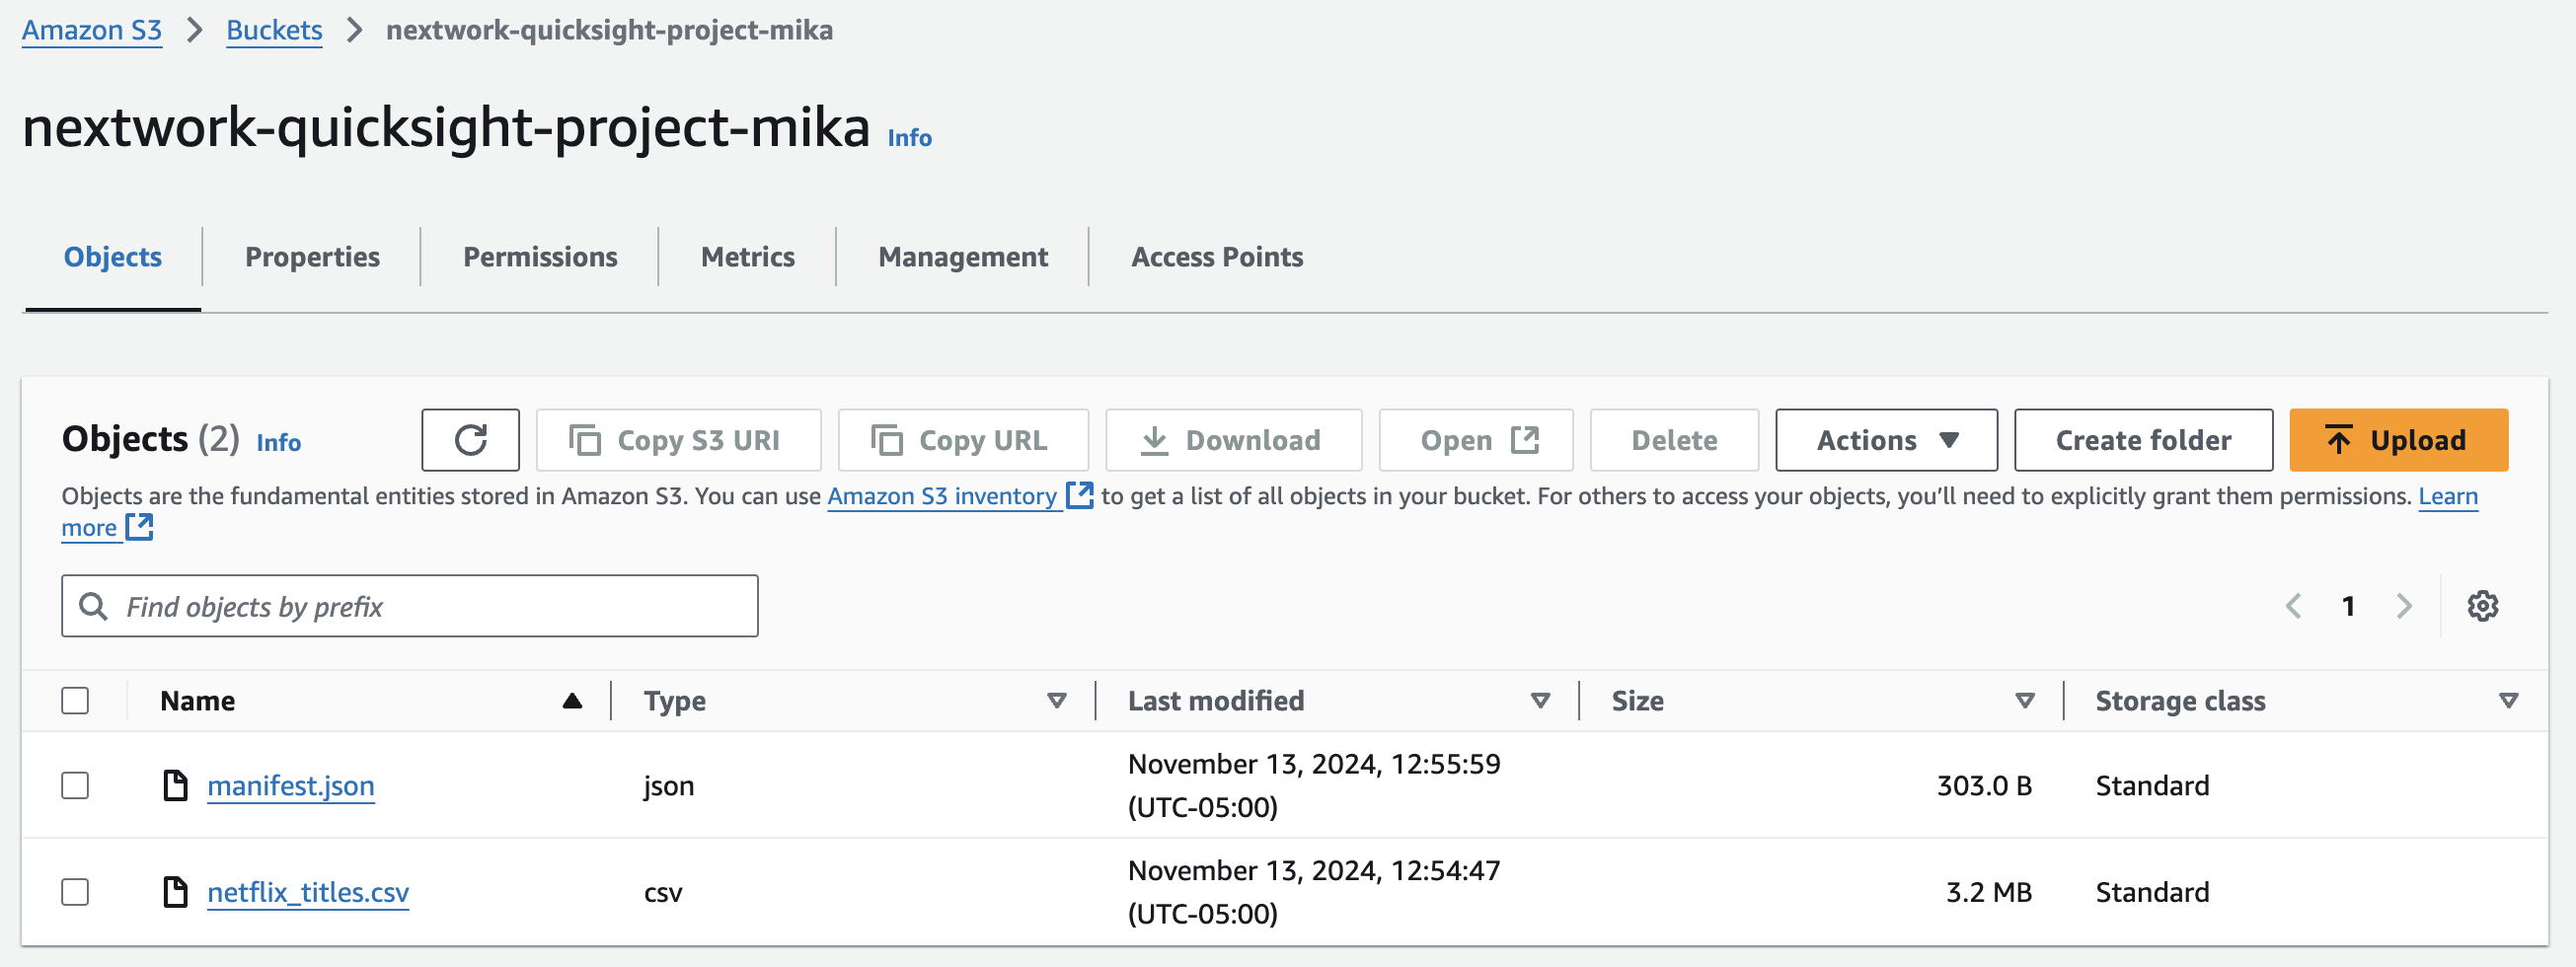 Amazon S3 > Buckets > nextwork-quicksight-project-mika
nextwork-quicksight-project-mika Info
Objects Properties Permissions Metrics Management Access Points
Objects (2) Info Copy S3 URI Copy URL Download Open Delete Actions Create folder Upload
Objects are the fundamental entities stored in Amazon S3. You can use Amazon S3 inventory to get a list of all objects in your bucket. For others to access your objects, you’ll need to explicitly grant them permissions. Learn
more
Find objects by prefix 1
Name Type Last modified Size Storage class
manifest.json json November 13, 2024, 12:55:59 303.0 B Standard
(UTC-05:00)
netflix_titles.csv csv November 13, 2024, 12:54:47 3.2 MB Standard
(UTC-05:00)